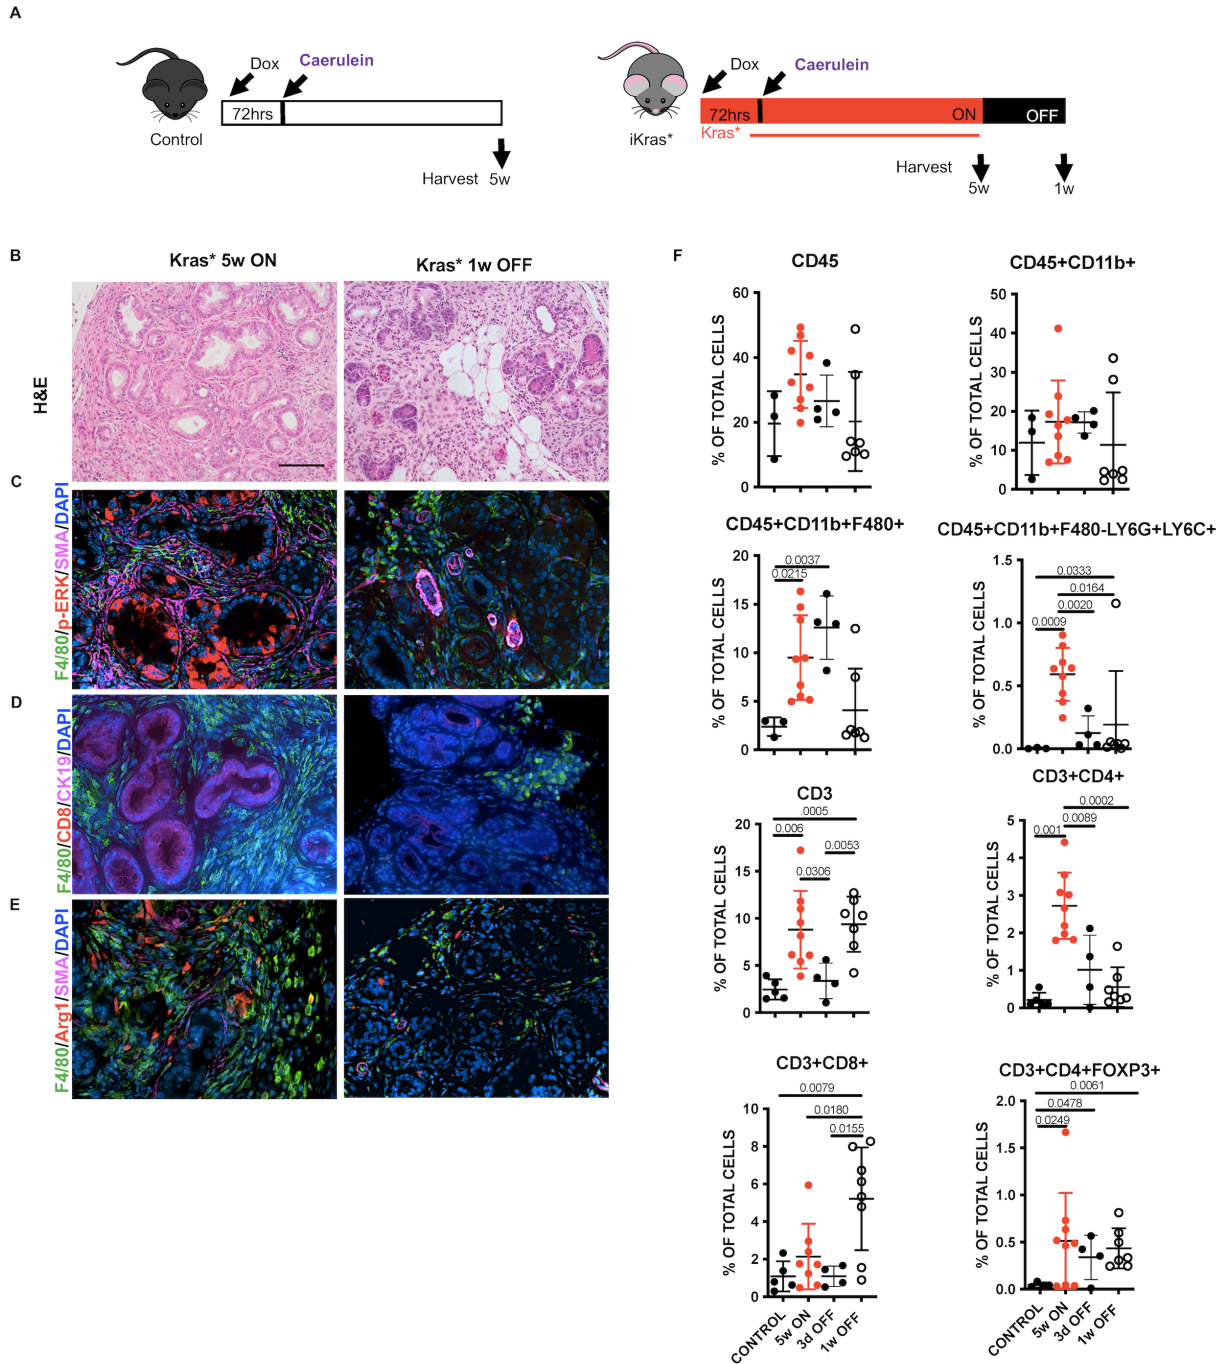 A
Dox
Caerulein
72hrs
Control
Harvest 5w
Dox
Caerulein
72hrs
ON
OFF
Kras*
iKras*
Harvest
5w
1w
B
Kras* 5w ON
Kras* 1w OFF
H&E
C
F4/80/p-ERK/SMA/DAPI
D
F4/80/CD8/CK19/DAPI
E
F4/80/Arg1/SMA/DAPI
F
CD45
% OF TOTAL CELLS
60
40
20
0
CD45+CD11b+
% OF TOTAL CELLS
50
40
30
20
10
0
CD45+CD11b+F480+
% OF TOTAL CELLS
20
15
10
5
0
0.0037
0.0215
CD45+CD11b+F480-LY6G+LY6C+
% OF TOTAL CELLS
1.5
1.0
0.5
0.0
0.0333
0.0164
0.0020
0.0009
CD3
% OF TOTAL CELLS
20
15
10
5
0
.0005
0.006
0.0053
0.0306
CD3+CD4+
% OF TOTAL CELLS
5
4
3
2
1
0
0.0002
0.0089
0.001
CD3+CD8+
% OF TOTAL CELLS
10
8
6
4
2
0
0.0079
0.0180
0.0155
CONTROL
5w ON
3d OFF
1w OFF
CD3+CD4+FOXP3+
% OF TOTAL CELLS
2.0
1.5
1.0
0.5
0.0
0.0061
0.0478
0.0249
CONTROL
5w ON
3d OFF
1w OFF